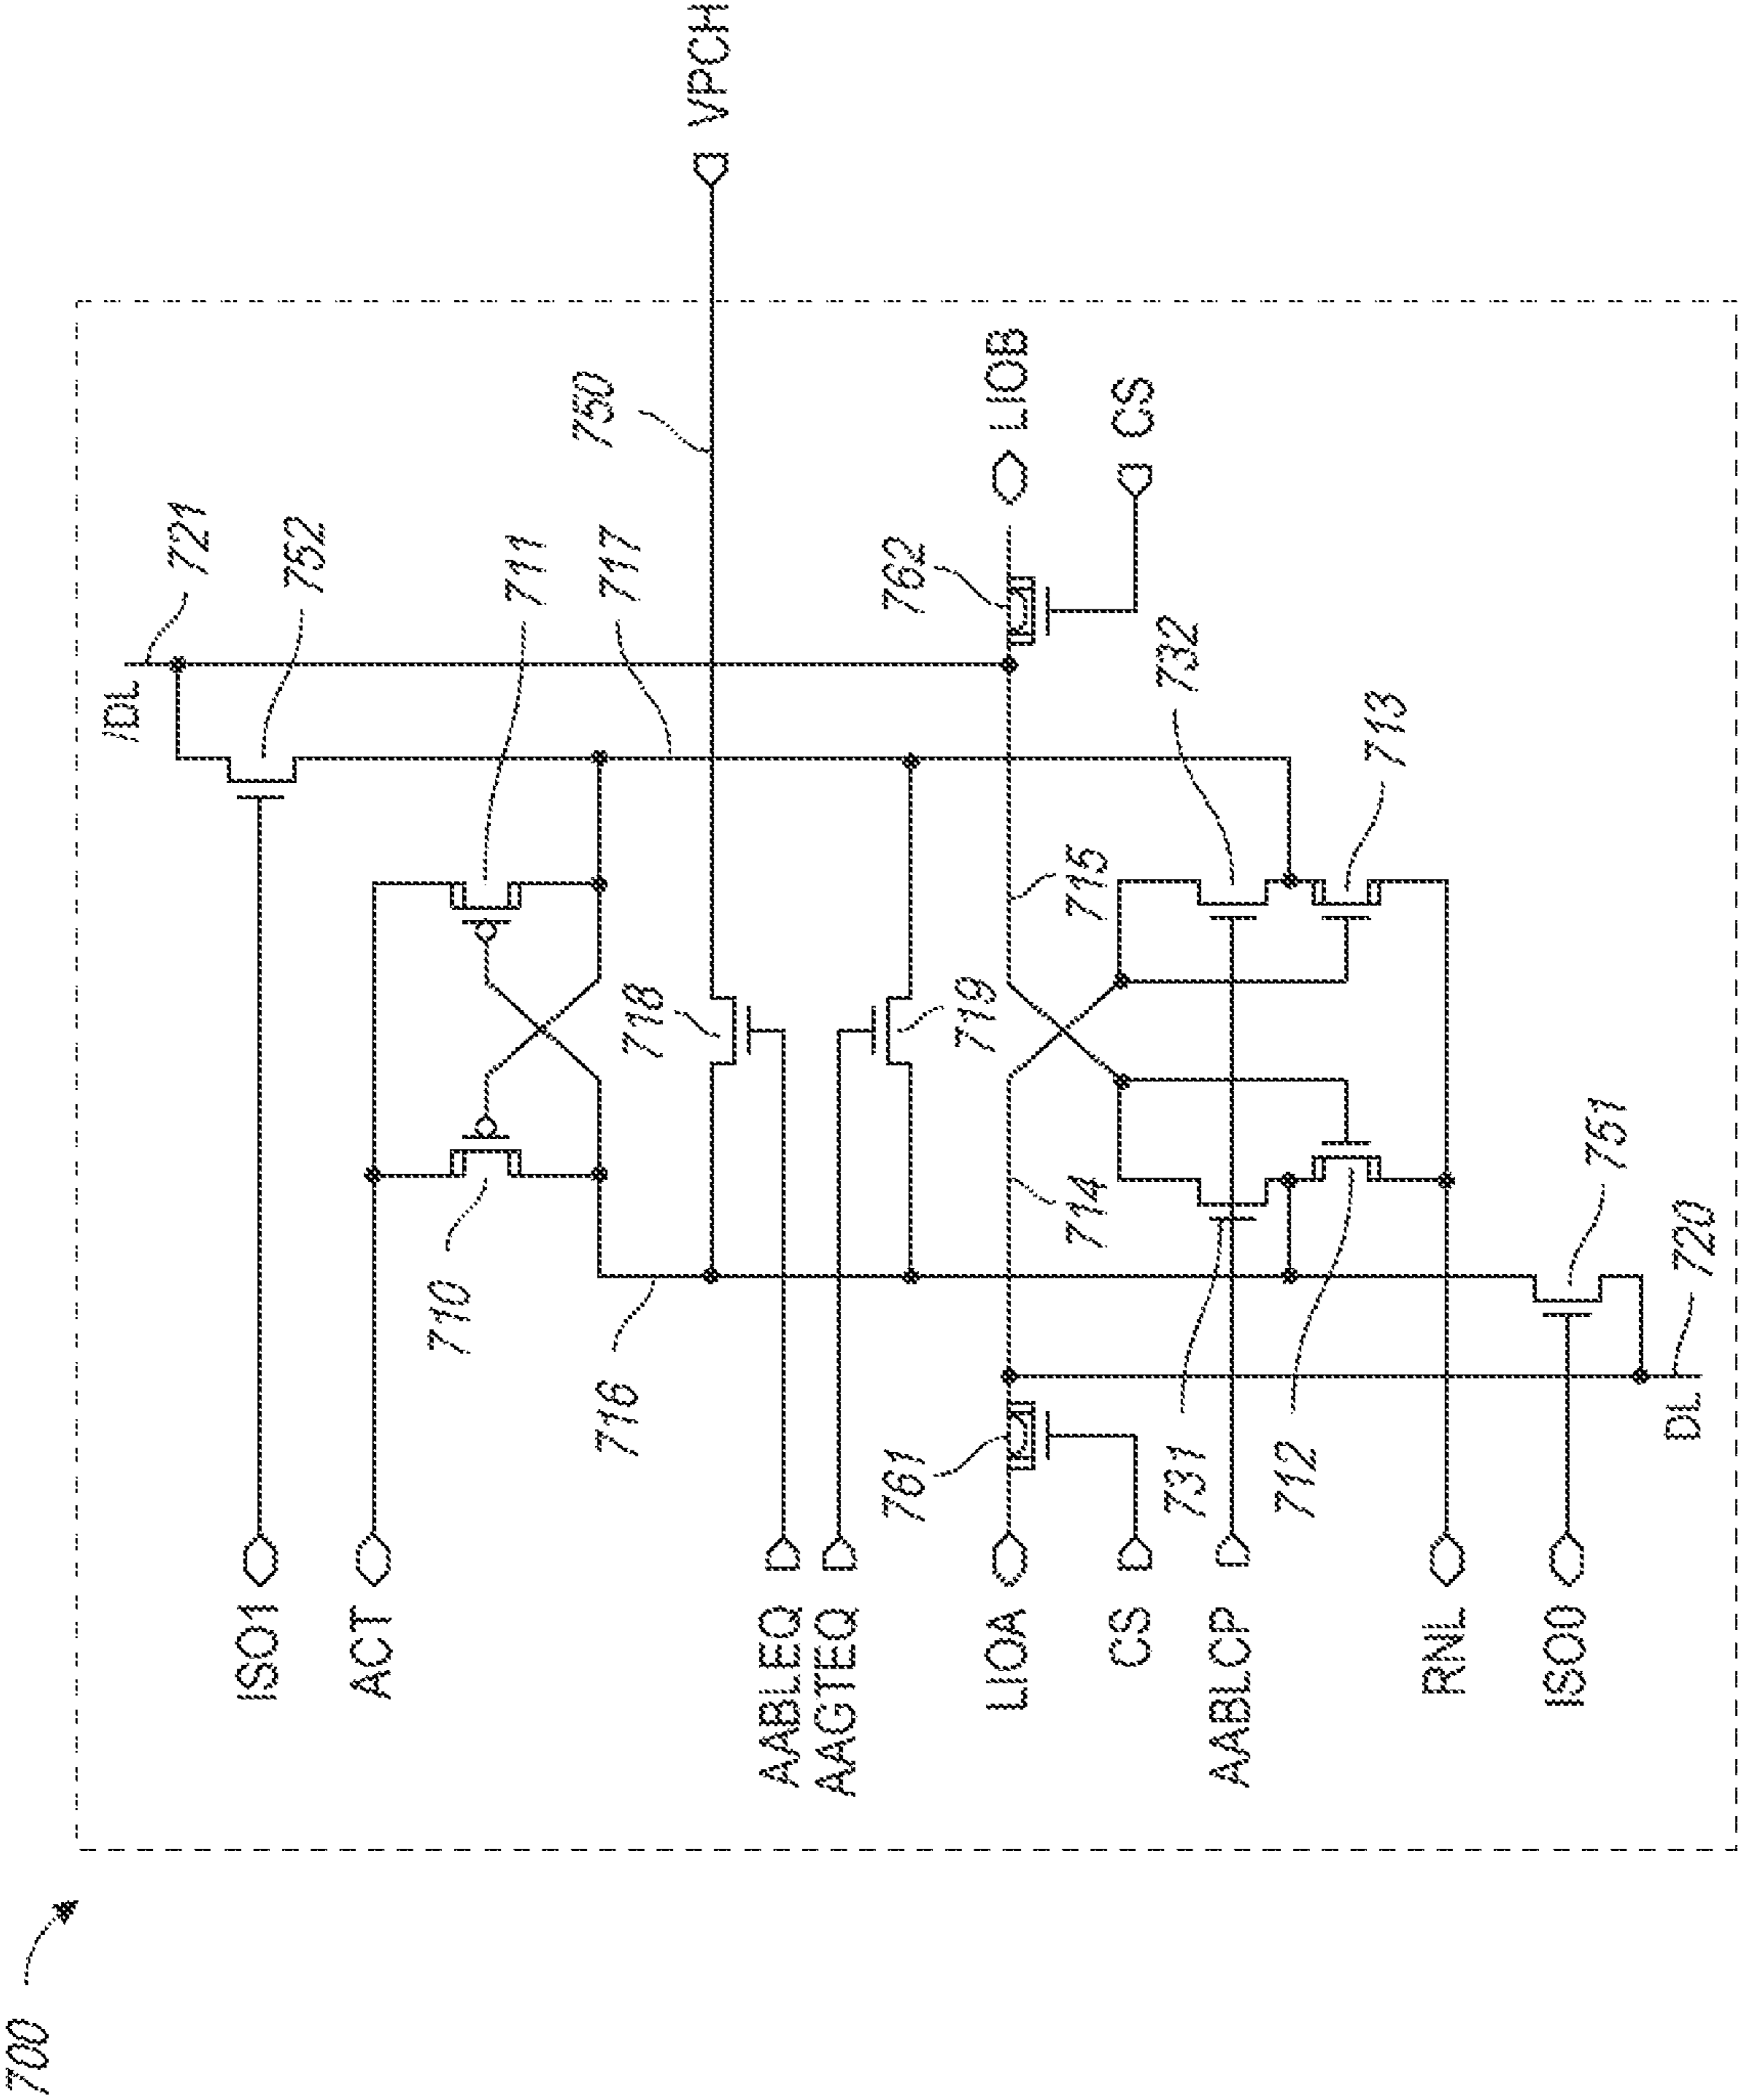 700
ISO1
ACT
AABLEQ
AAGTEQ
LIOA
CS
AABLCP
RNL
ISO0
710
716
761
731
712
751
720
DL
714
718
719
715
711
717
752
721
/DL
750
762
732
713
LIOB
CS
VPCH